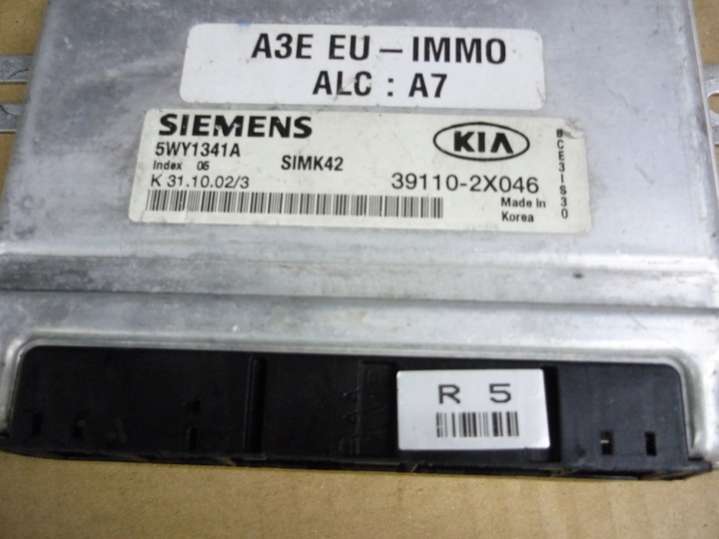 A3E EU-IMMO
ALC : A7
SIEMENS
KIA
5WY1341A
Index 06
SIMK42
K 31.10.02/3
39110-2X046
Made In
Korea
BCE3IS30
R 5